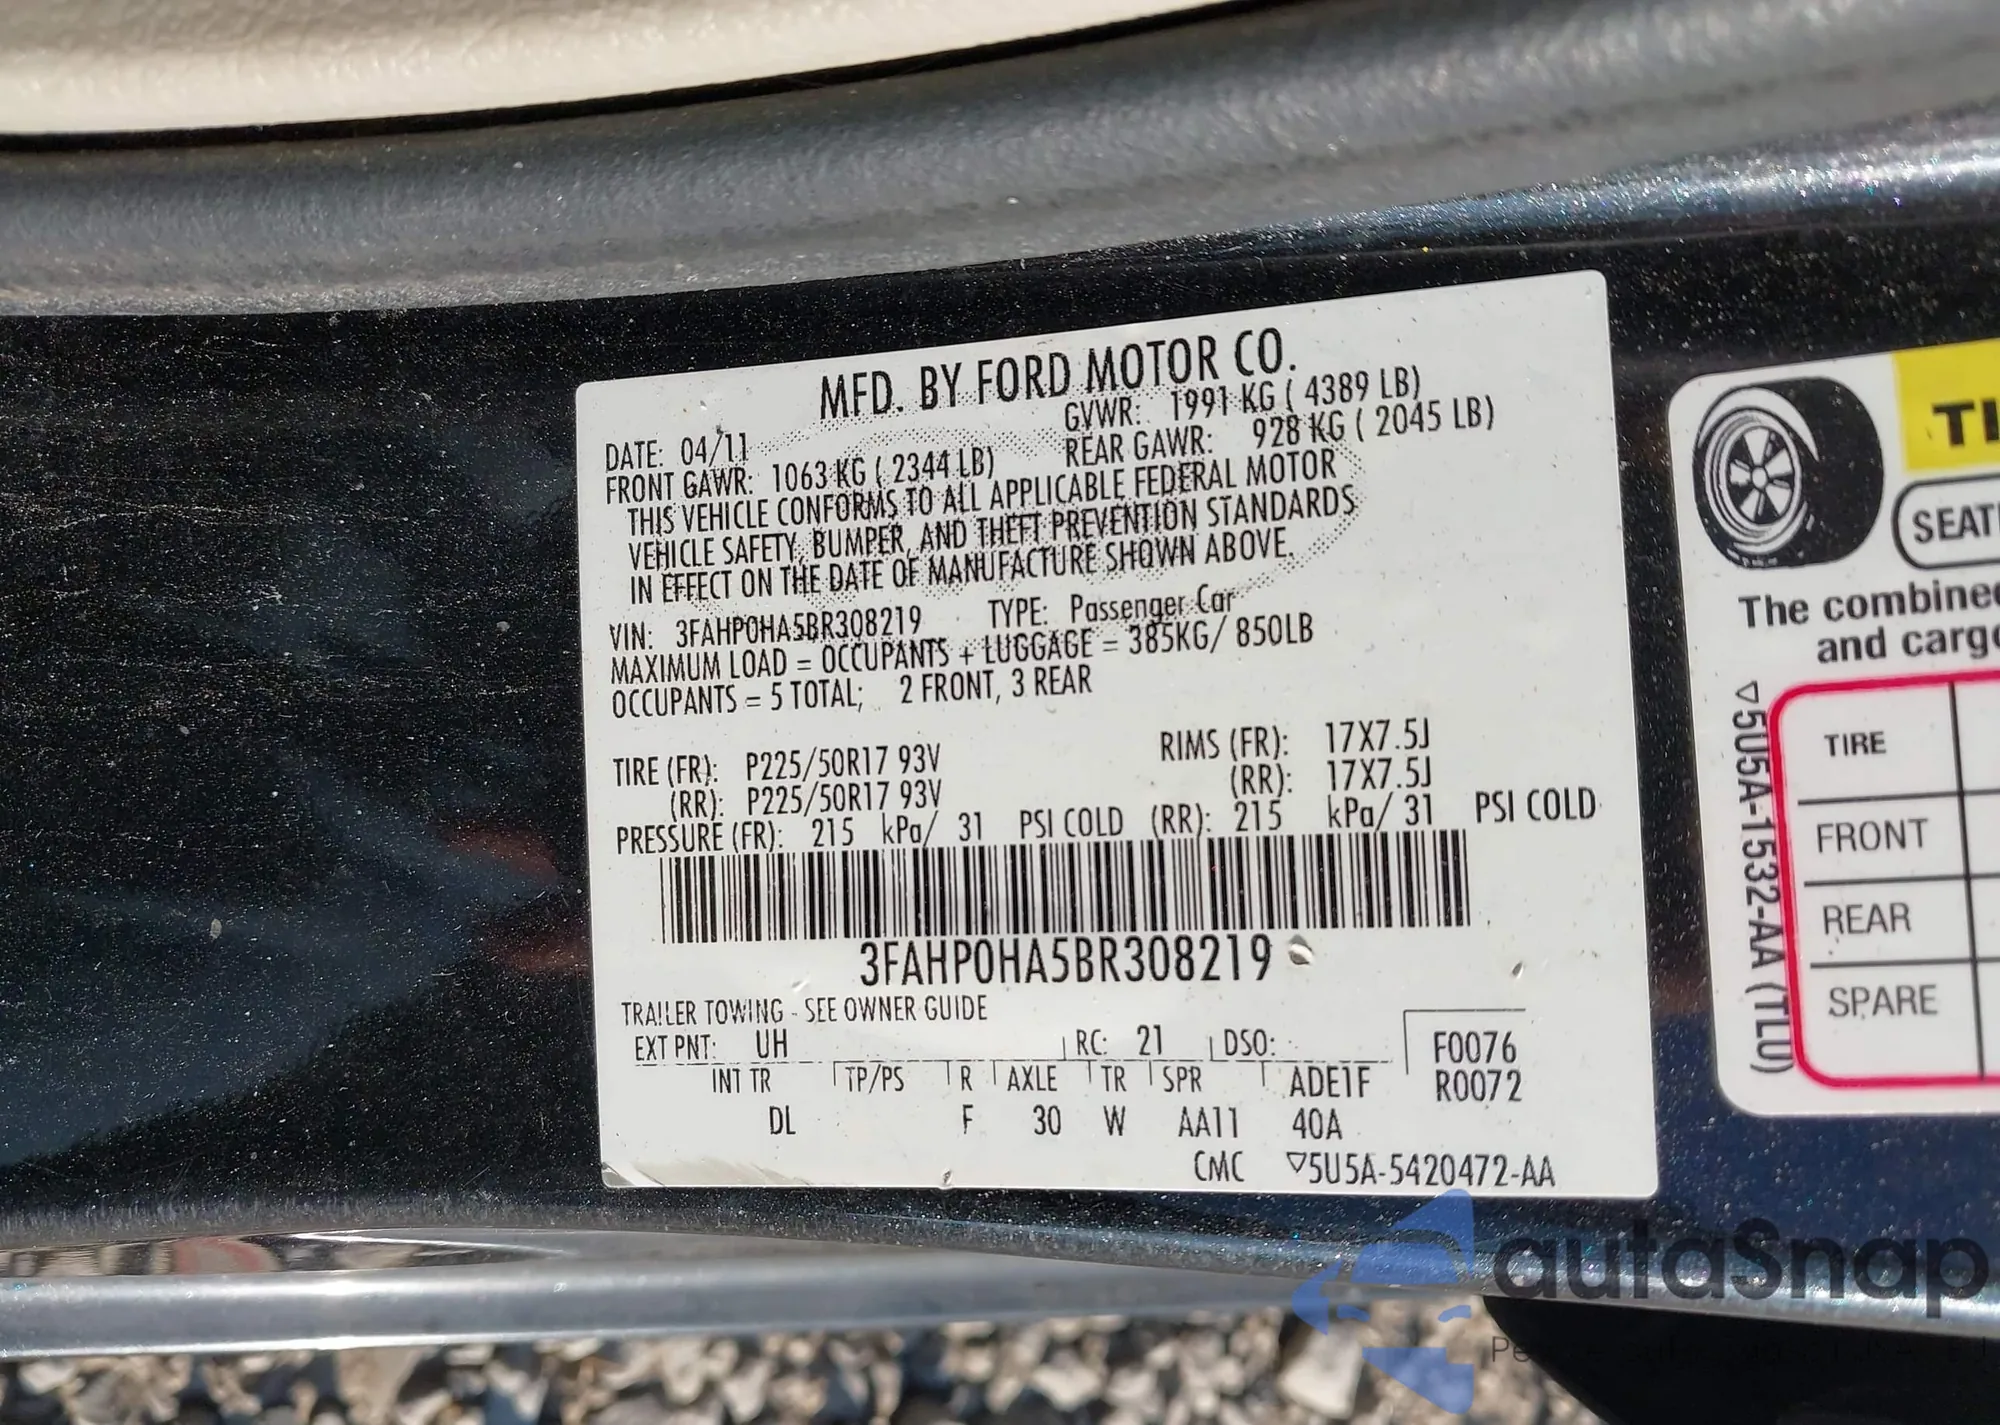 MFD. BY FORD MOTOR CO.
DATE: 04/11 GVWR: 1991 KG ( 4389 LB)
FRONT GAWR: 1063 KG ( 2344 LB) REAR GAWR: 928 KG ( 2045 LB)
THIS VEHICLE CONFORMS TO ALL APPLICABLE FEDERAL MOTOR
VEHICLE SAFETY, BUMPER, AND THEFT PREVENTION STANDARDS
IN EFFECT ON THE DATE OF MANUFACTURE SHOWN ABOVE.
VIN: 3FAHP0HA5BR308219 TYPE: Passenger Car
MAXIMUM LOAD = OCCUPANTS + LUGGAGE = 385KG/ 850LB
OCCUPANTS = 5 TOTAL; 2 FRONT, 3 REAR
TIRE (FR): P225/50R17 93V RIMS (FR): 17X7.5J
(RR): P225/50R17 93V (RR): 17X7.5J
PRESSURE (FR): 215 kPa/ 31 PSI COLD (RR): 215 kPa/ 31 PSI COLD
3FAHP0HA5BR308219
TRAILER TOWING - SEE OWNER GUIDE
EXT PNT: UH RC: 21 DSO: F0076
INT TR TP/PS R AXLE TR SPR ADE1F R0072
DL F 30 W AA11 40A
CMC ▽5U5A-5420472-AA
TI
SEATI
The combined
and cargo
▽5U5A-1532-AA (TLU)
TIRE
FRONT
REAR
SPARE
autaSnap